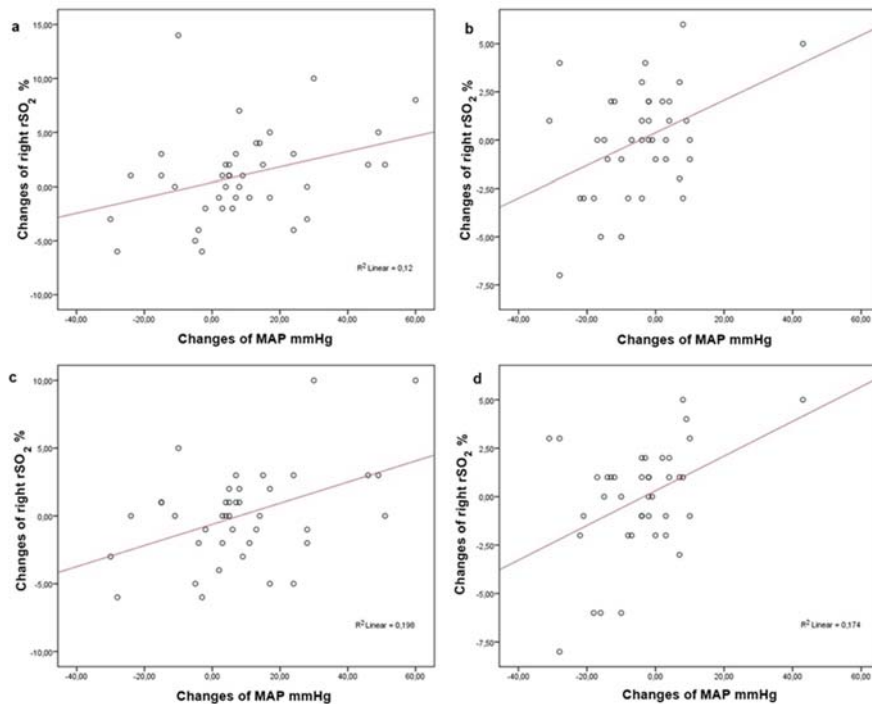 a
Changes of right rSO2 %
15,00
10,00
5,00
0,00
-5,00
-10,00
-40,00 -20,00 0,00 20,00 40,00 60,00
R2 Linear = 0,12
Changes of MAP mmHg
b
Changes of right rSO2 %
5,00
2,50
0,00
-2,50
-5,00
-7,50
-40,00 -20,00 0,00 20,00 40,00 60,00
Changes of MAP mmHg
c
Changes of right rSO2 %
10,00
5,00
0,00
-5,00
-10,00
-40,00 -20,00 0,00 20,00 40,00 60,00
R2 Linear = 0,198
Changes of MAP mmHg
d
Changes of right rSO2 %
5,00
2,50
0,00
-2,50
-5,00
-7,50
-40,00 -20,00 0,00 20,00 40,00 60,00
R2 Linear = 0,174
Changes of MAP mmHg